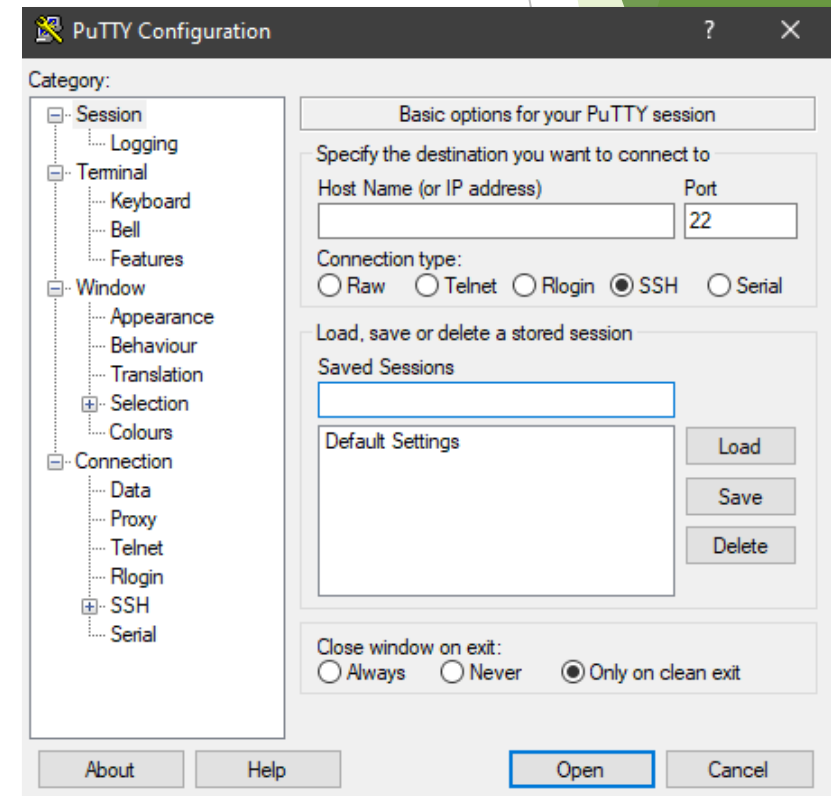 PuTTY Configuration ? ×
Category:
Session
Logging
Terminal
Keyboard
Bell
Features
Window
Appearance
Behaviour
Translation
Selection
Colours
Connection
Data
Proxy
Telnet
Rlogin
SSH
Serial
Basic options for your PuTTY session
Specify the destination you want to connect to
Host Name (or IP address) Port
22
Connection type:
Raw Telnet Rlogin SSH Serial
Load, save or delete a stored session
Saved Sessions
Default Settings
Load
Save
Delete
Close window on exit:
Always Never Only on clean exit
About Help Open Cancel